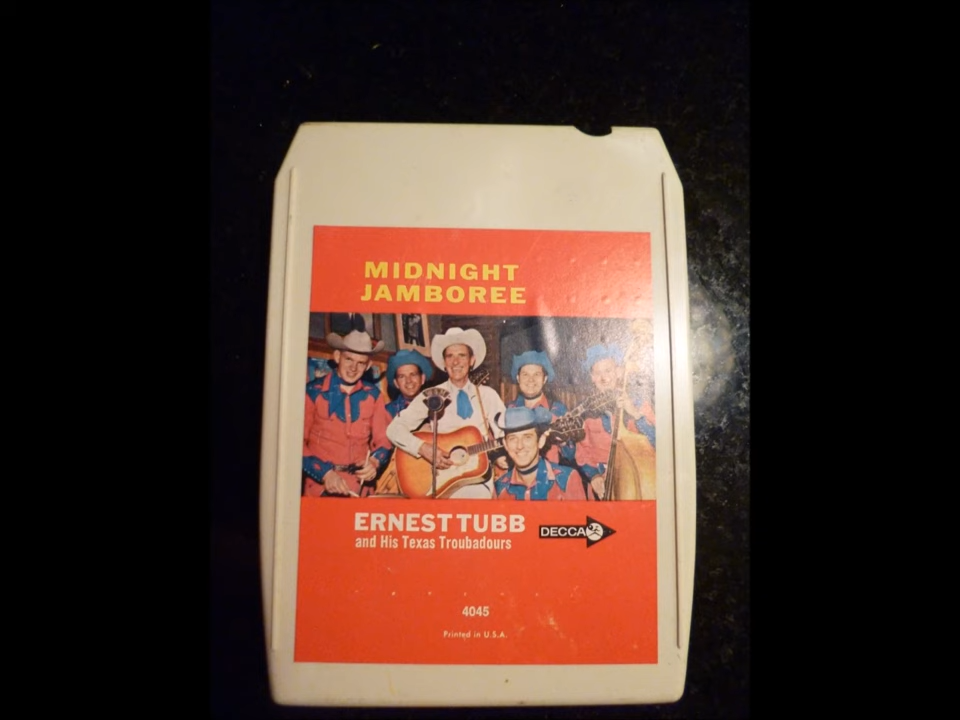 MIDNIGHT
JAMBOREE
ERNEST TUBB
and His Texas Troubadours
DECCA
4045
Printed in U.S.A.